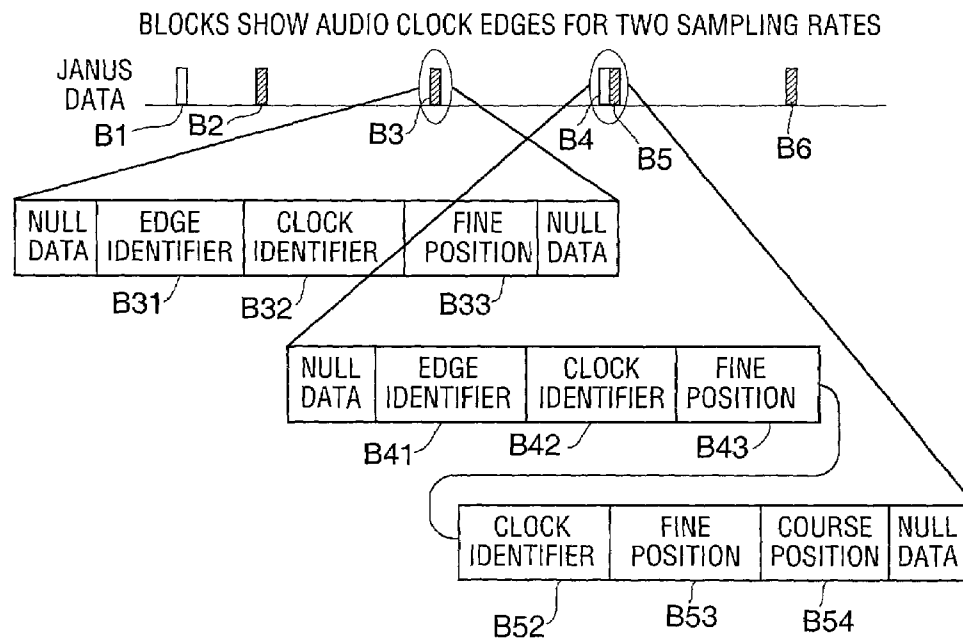 BLOCKS SHOW AUDIO CLOCK EDGES FOR TWO SAMPLING RATES
JANUS
DATA
B1
B2
B3
B4
B5
B6
NULL
DATA
EDGE
IDENTIFIER
CLOCK
IDENTIFIER
FINE
POSITION
NULL
DATA
B31
B32
B33
NULL
DATA
EDGE
IDENTIFIER
CLOCK
IDENTIFIER
FINE
POSITION
B41
B42
B43
CLOCK
IDENTIFIER
FINE
POSITION
COURSE
POSITION
NULL
DATA
B52
B53
B54